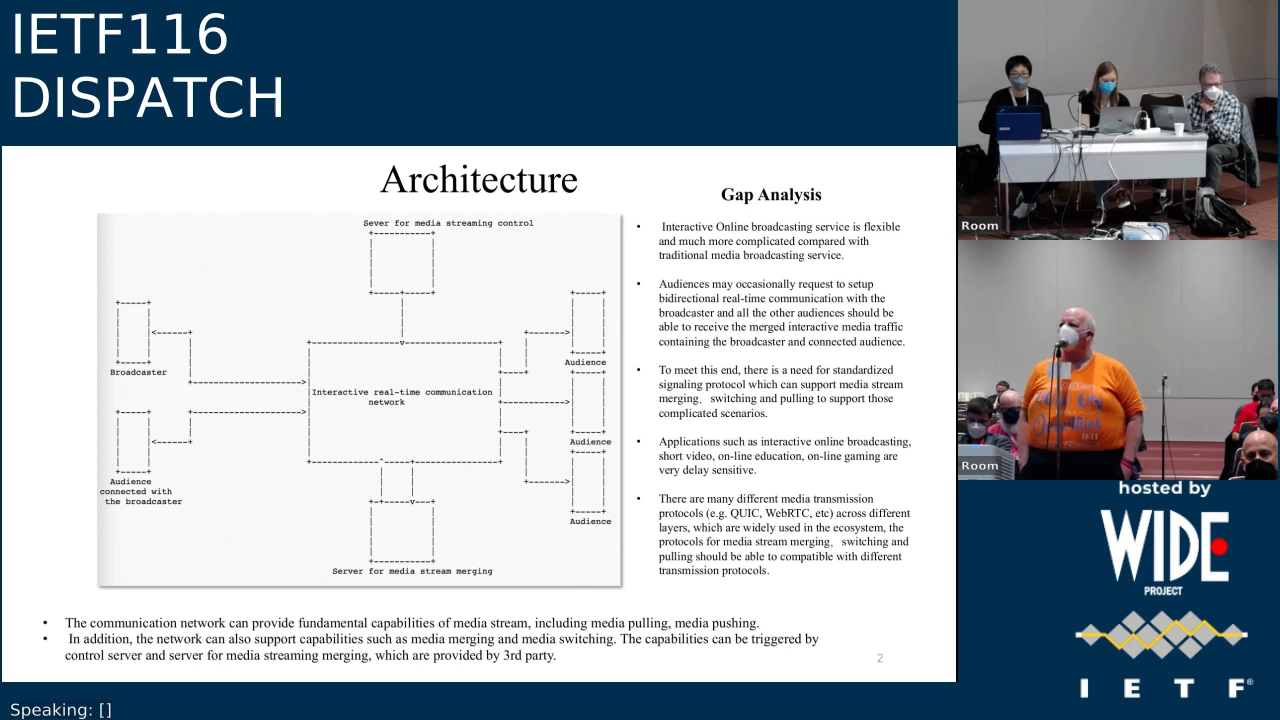 IETF116
DISPATCH
Architecture
Sever for media streaming control
Broadcaster
Interactive real-time communication
network
Audience
Audience
Audience
Audience
connected with
the broadcaster
Server for media stream merging
Gap Analysis
• Interactive Online broadcasting service is flexible
and much more complicated compared with
traditional media broadcasting service.
• Audiences may occasionally request to setup
bidirectional real-time communication with the
broadcaster and all the other audiences should be
able to receive the merged interactive media traffic
containing the broadcaster and connected audience.
• To meet this end, there is a need for standardized
signaling protocol which can support media stream
merging, switching and pulling to support those
complicated scenarios.
• Applications such as interactive online broadcasting,
short video, on-line education, on-line gaming are
very delay sensitive.
• There are many different media transmission
protocols (e.g. QUIC, WebRTC, etc) across different
layers, which are widely used in the ecosystem, the
protocols for media stream merging, switching and
pulling should be able to compatible with different
transmission protocols.
• The communication network can provide fundamental capabilities of media stream, including media pulling, media pushing.
• In addition, the network can also support capabilities such as media merging and media switching. The capabilities can be triggered by
control server and server for media streaming merging, which are provided by 3rd party.
2
Speaking: []
Room
Room
hosted by
WIDE
PROJECT
IETF®